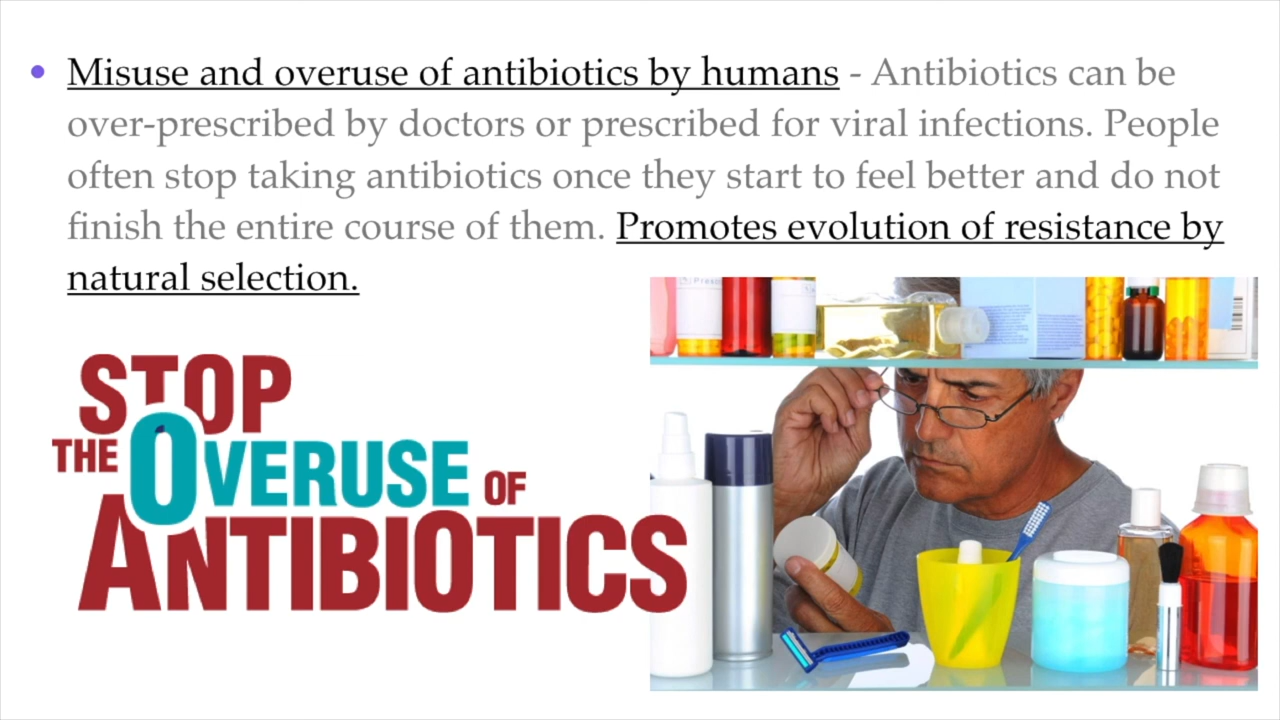 • Misuse and overuse of antibiotics by humans - Antibiotics can be
over-prescribed by doctors or prescribed for viral infections. People
often stop taking antibiotics once they start to feel better and do not
finish the entire course of them. Promotes evolution of resistance by
natural selection.
STOP
THE OVERUSE OF
ANTIBIOTICS